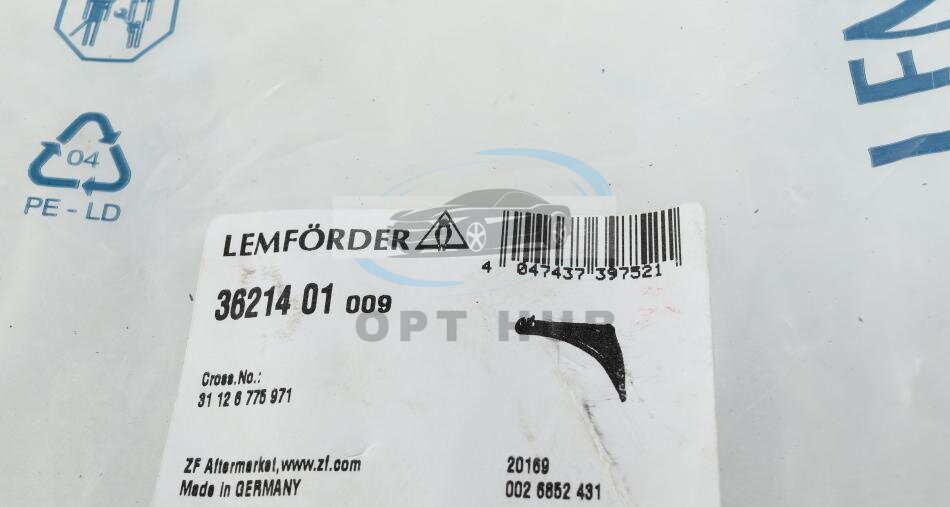 04
PE - LD
LEMFÖRDER
4 047437 397521
36214 01 009
OPT HUB
Cross.No.:
31 12 6 775 971
ZF Aftermarket,www.zf.com
Made in GERMANY
20169
002 6852 431